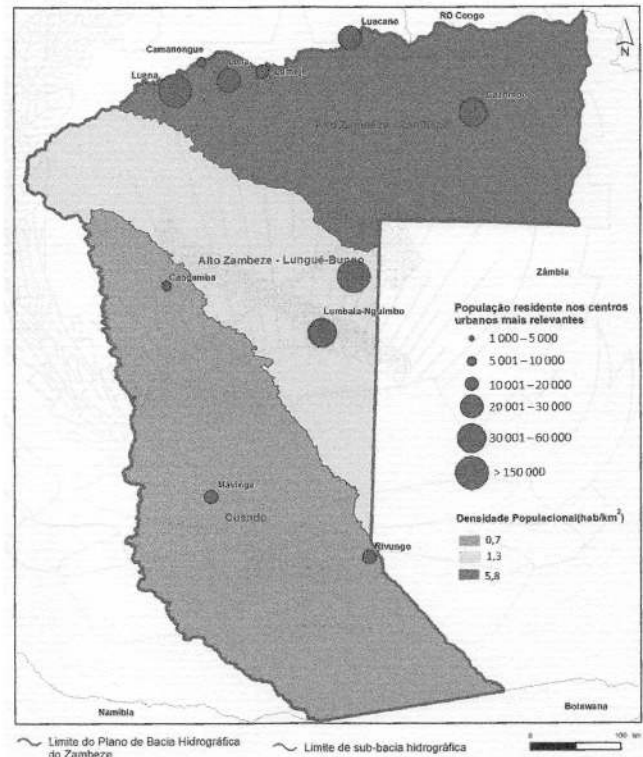 Luacano
RD Congo
Camanongue
Luena
Cazombo
Alto Zambeze - Lungué-Bungo
Zâmbia
Cangamba
Lumbala-Nguimbo
População residente nos centros
urbanos mais relevantes
1 000 – 5 000
5 001 – 10 000
10 001 – 20 000
20 001 – 30 000
30 001 – 60 000
> 150 000
Mavinga
Cuando
Densidade Populacional(hab/km²)
0,7
1,3
5,8
Rivungo
Namíbia
Botswana
Limite do Plano de Bacia Hidrográfica
do Zambeze
Limite de sub-bacia hidrográfica
0
100 km